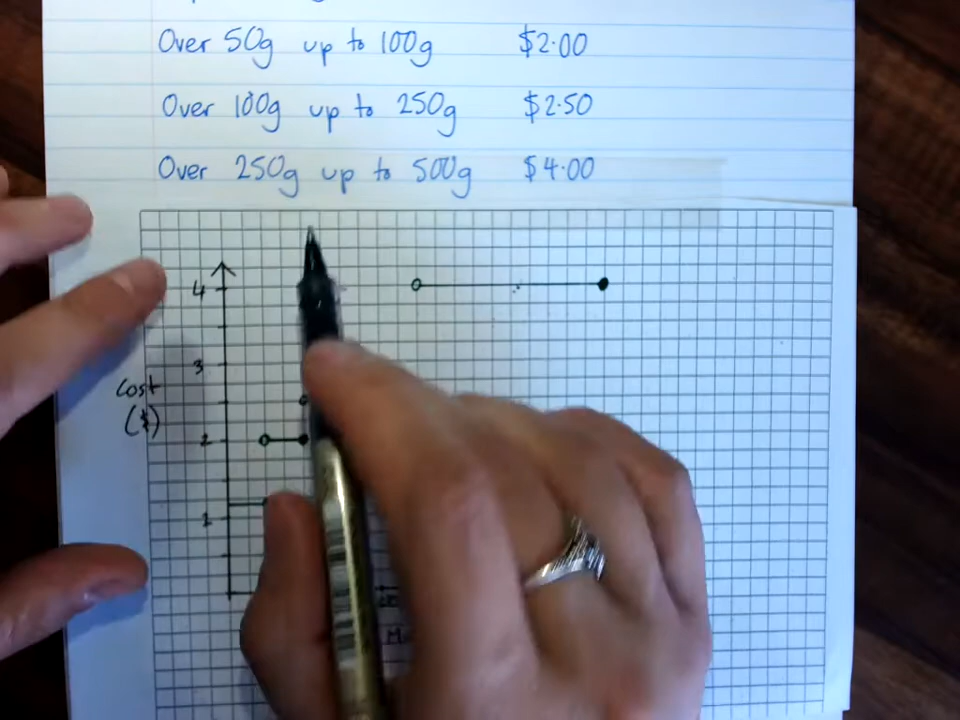 Over 50g up to 100g $2.00
Over 100g up to 250g $2.50
Over 250g up to 500g $4.00
4
3
Cost
($)
2
1